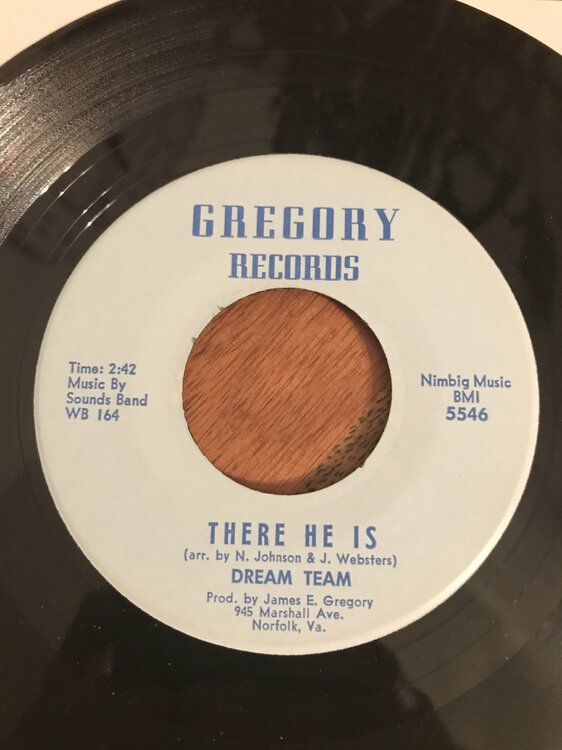 GREGORY
RECORDS
Time: 2:42
Music By
Sounds Band
WB 164
Nimbig Music
BMI
5546
THERE HE IS
(arr. by N. Johnson & J. Websters)
DREAM TEAM
Prod. by James E. Gregory
945 Marshall Ave.
Norfolk, Va.